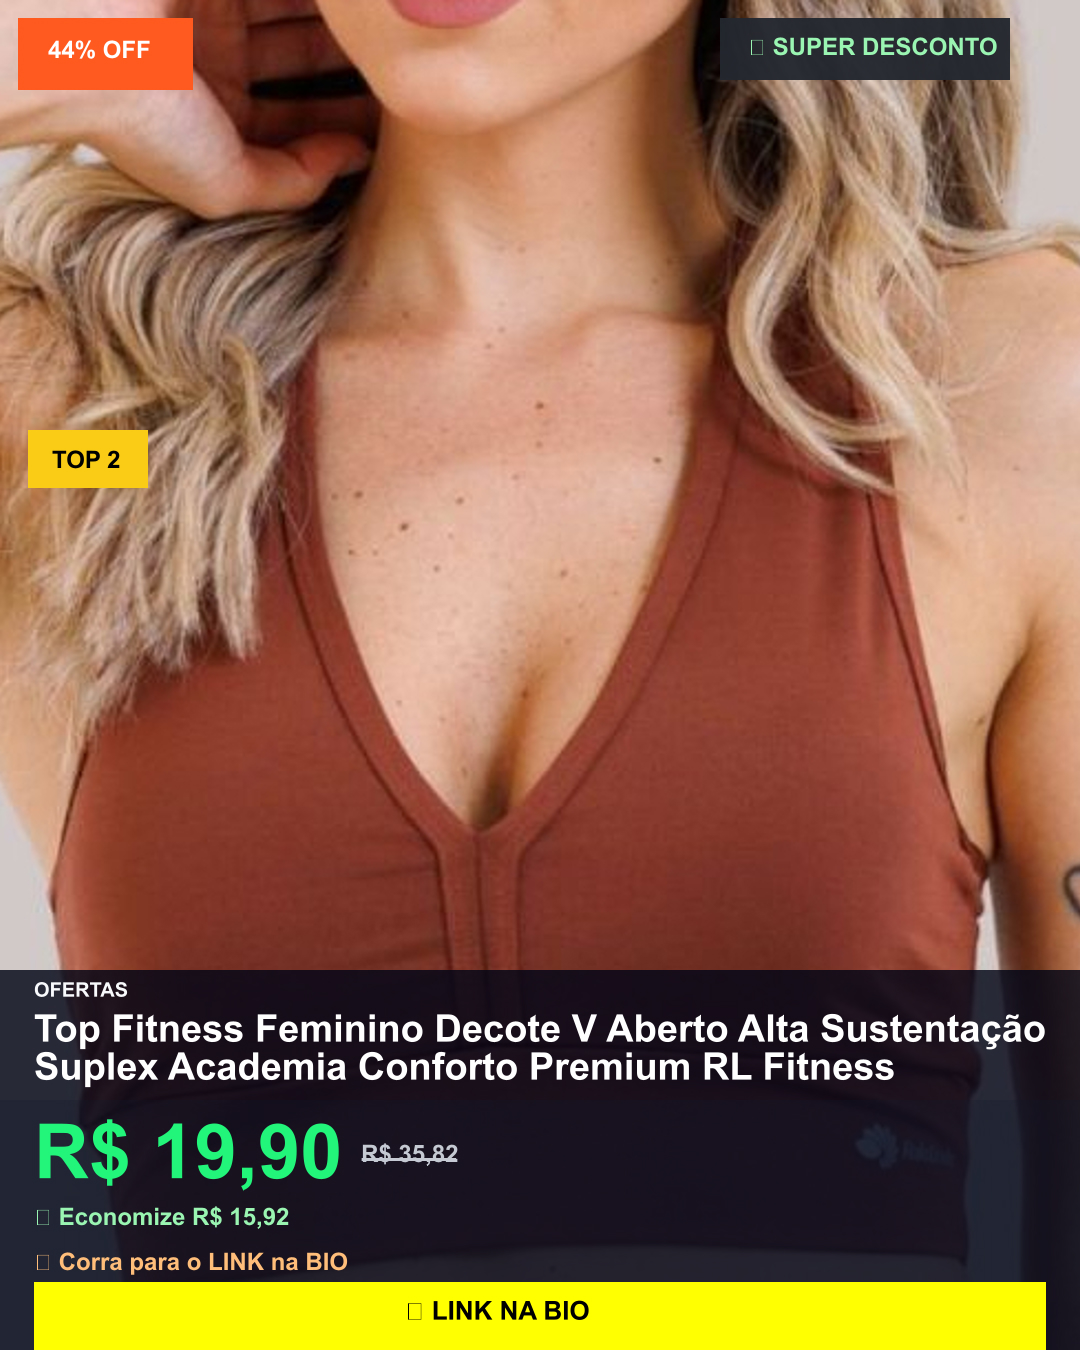 44% OFF
SUPER DESCONTO
TOP 2
OFERTAS
Top Fitness Feminino Decote V Aberto Alta Sustentação
Suplex Academia Conforto Premium RL Fitness
R$ 19,90 R$ 35,82
Economize R$ 15,92
Corra para o LINK na BIO
LINK NA BIO